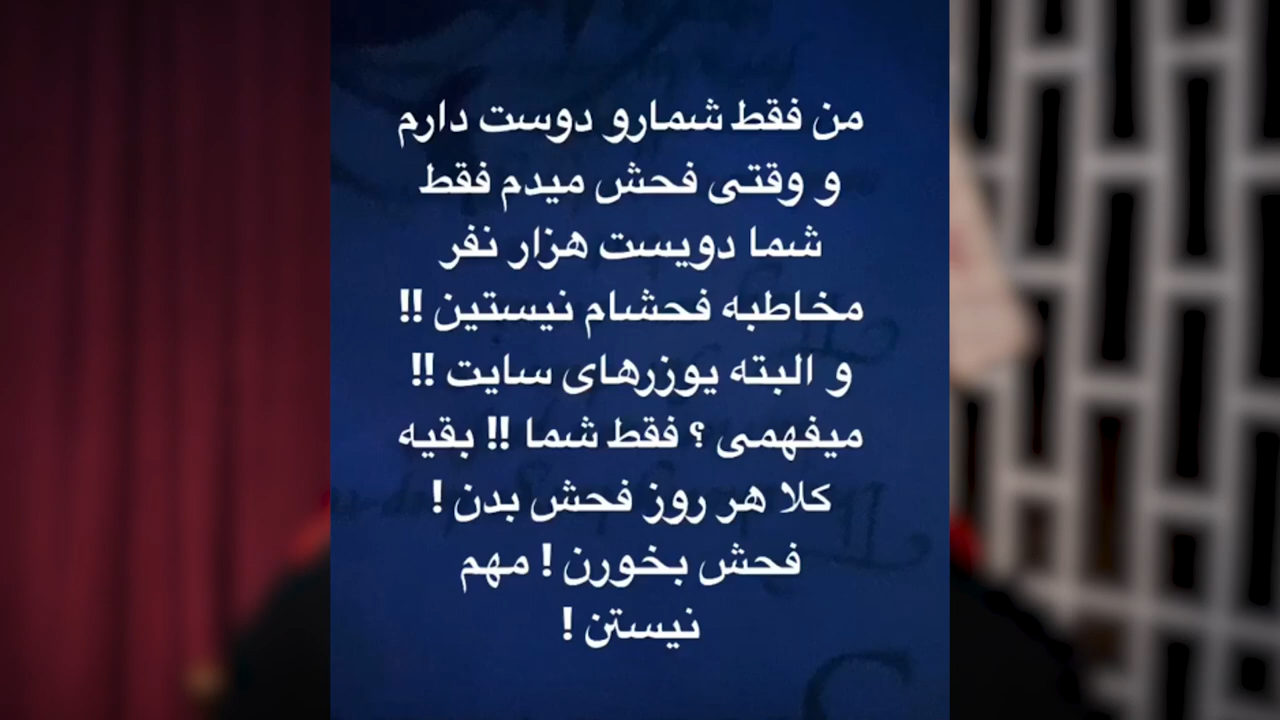 من فقط شمارو دوست دارم
و وقتی فحش میدم فقط
شما دویست هزار نفر
مخاطبه فحشام نیستین !!
و البته یوزرهای سایت !!
میفهمی ؟ فقط شما !! بقیه
کلا هر روز فحش بدن !
فحش بخورن ! مهم
نیستن !